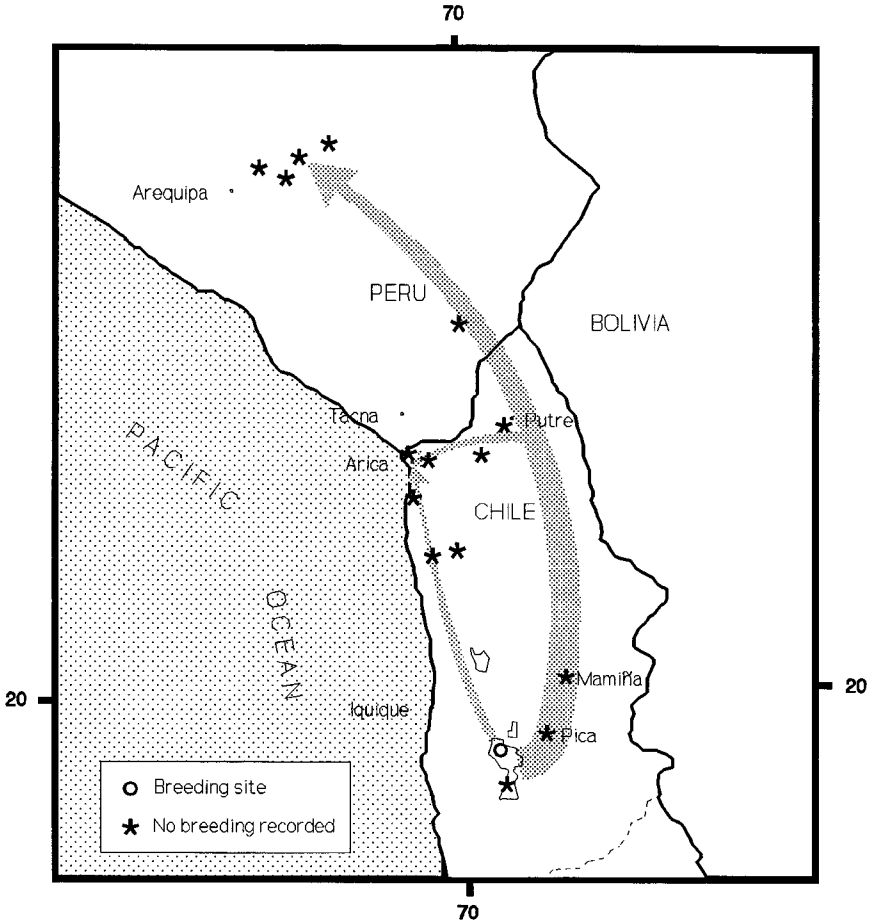 70
Arequipa
PERU
BOLIVIA
Tacna
Putre
Arica
PACIFIC
OCEAN
CHILE
20
20
Mamiña
Iquique
Pica
Breeding site
No breeding recorded
70